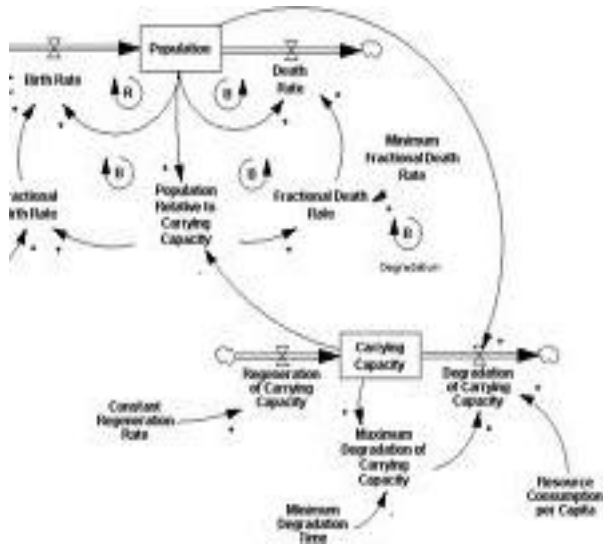 Population
Birth Rate
R
B
Death
Rate
Minimum
Fractional Death
Rate
B
B
ractional
rth Rate
Population
Relative to
Carrying
Capacity
Fractional Death
Rate
B
Degradation
Carrying
Capacity
Regeneration
of Carrying
Capacity
Degradation
of Carrying
Capacity
Constant
Regeneration
Rate
Maximum
Degradation of
Carrying
Capacity
Resource
Consumption
per Capita
Minimum
Degradation
Time